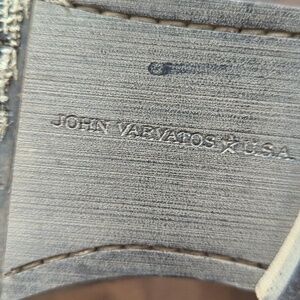 JOHN VARVATOS ★ U.S.A.